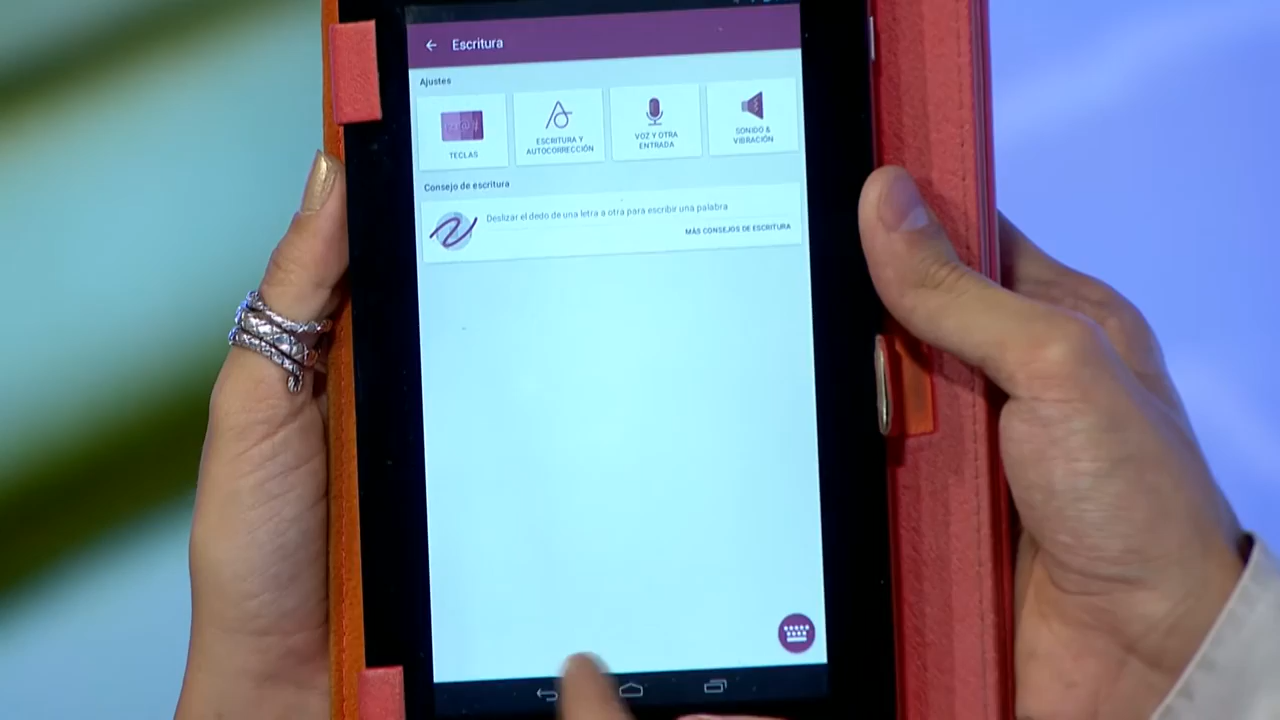 Escritura
Ajustes
TECLAS
ESCRITURA Y
AUTOCORRECCIÓN
VOZ Y OTRA
ENTRADA
SONIDO &
VIBRACIÓN
Consejo de escritura
Deslizar el dedo de una letra a otra para escribir una palabra
MÁS CONSEJOS DE ESCRITURA